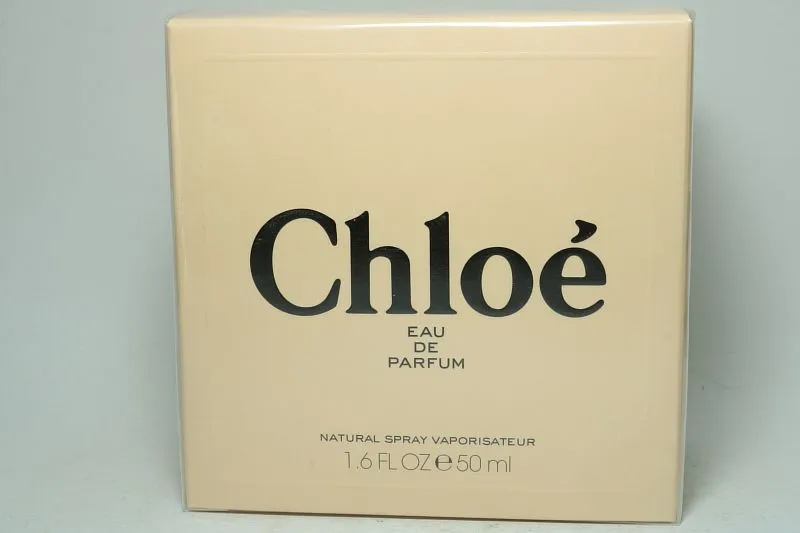 Chloé
EAU
DE
PARFUM
NATURAL SPRAY VAPORISATEUR
1.6 FL OZ ℮ 50 ml